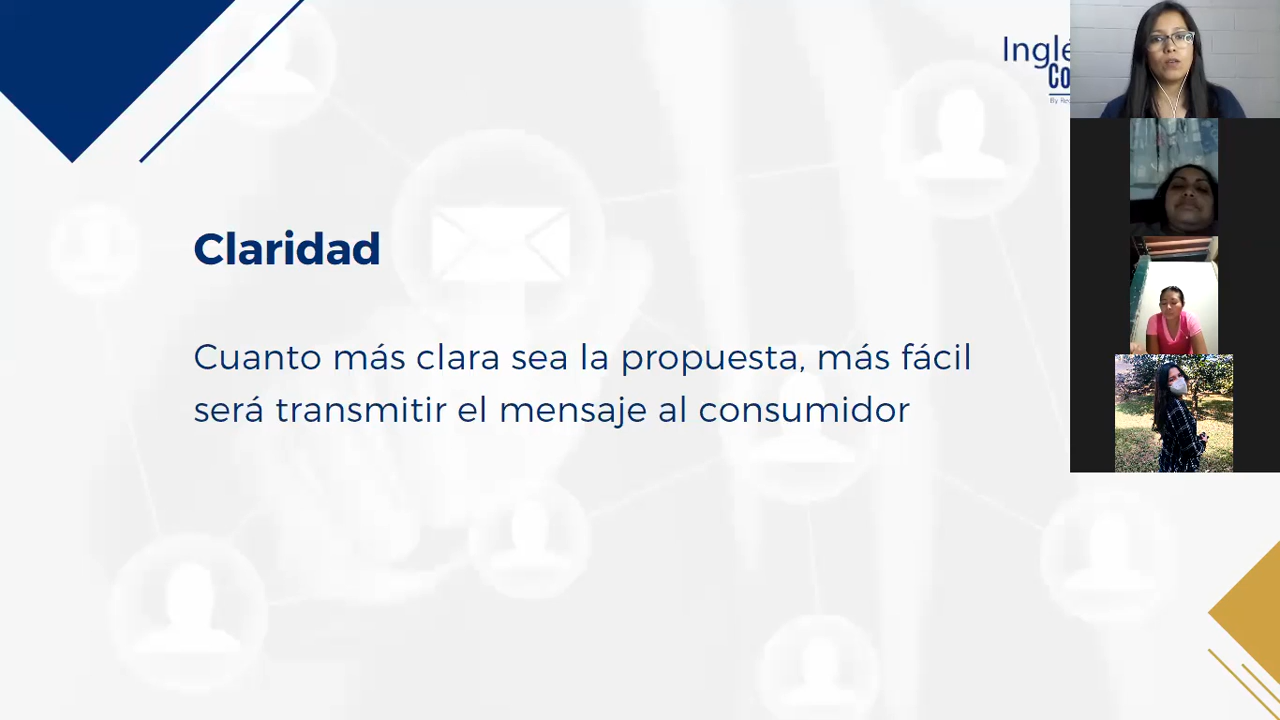 Claridad
Cuanto más clara sea la propuesta, más fácil
será transmitir el mensaje al consumidor